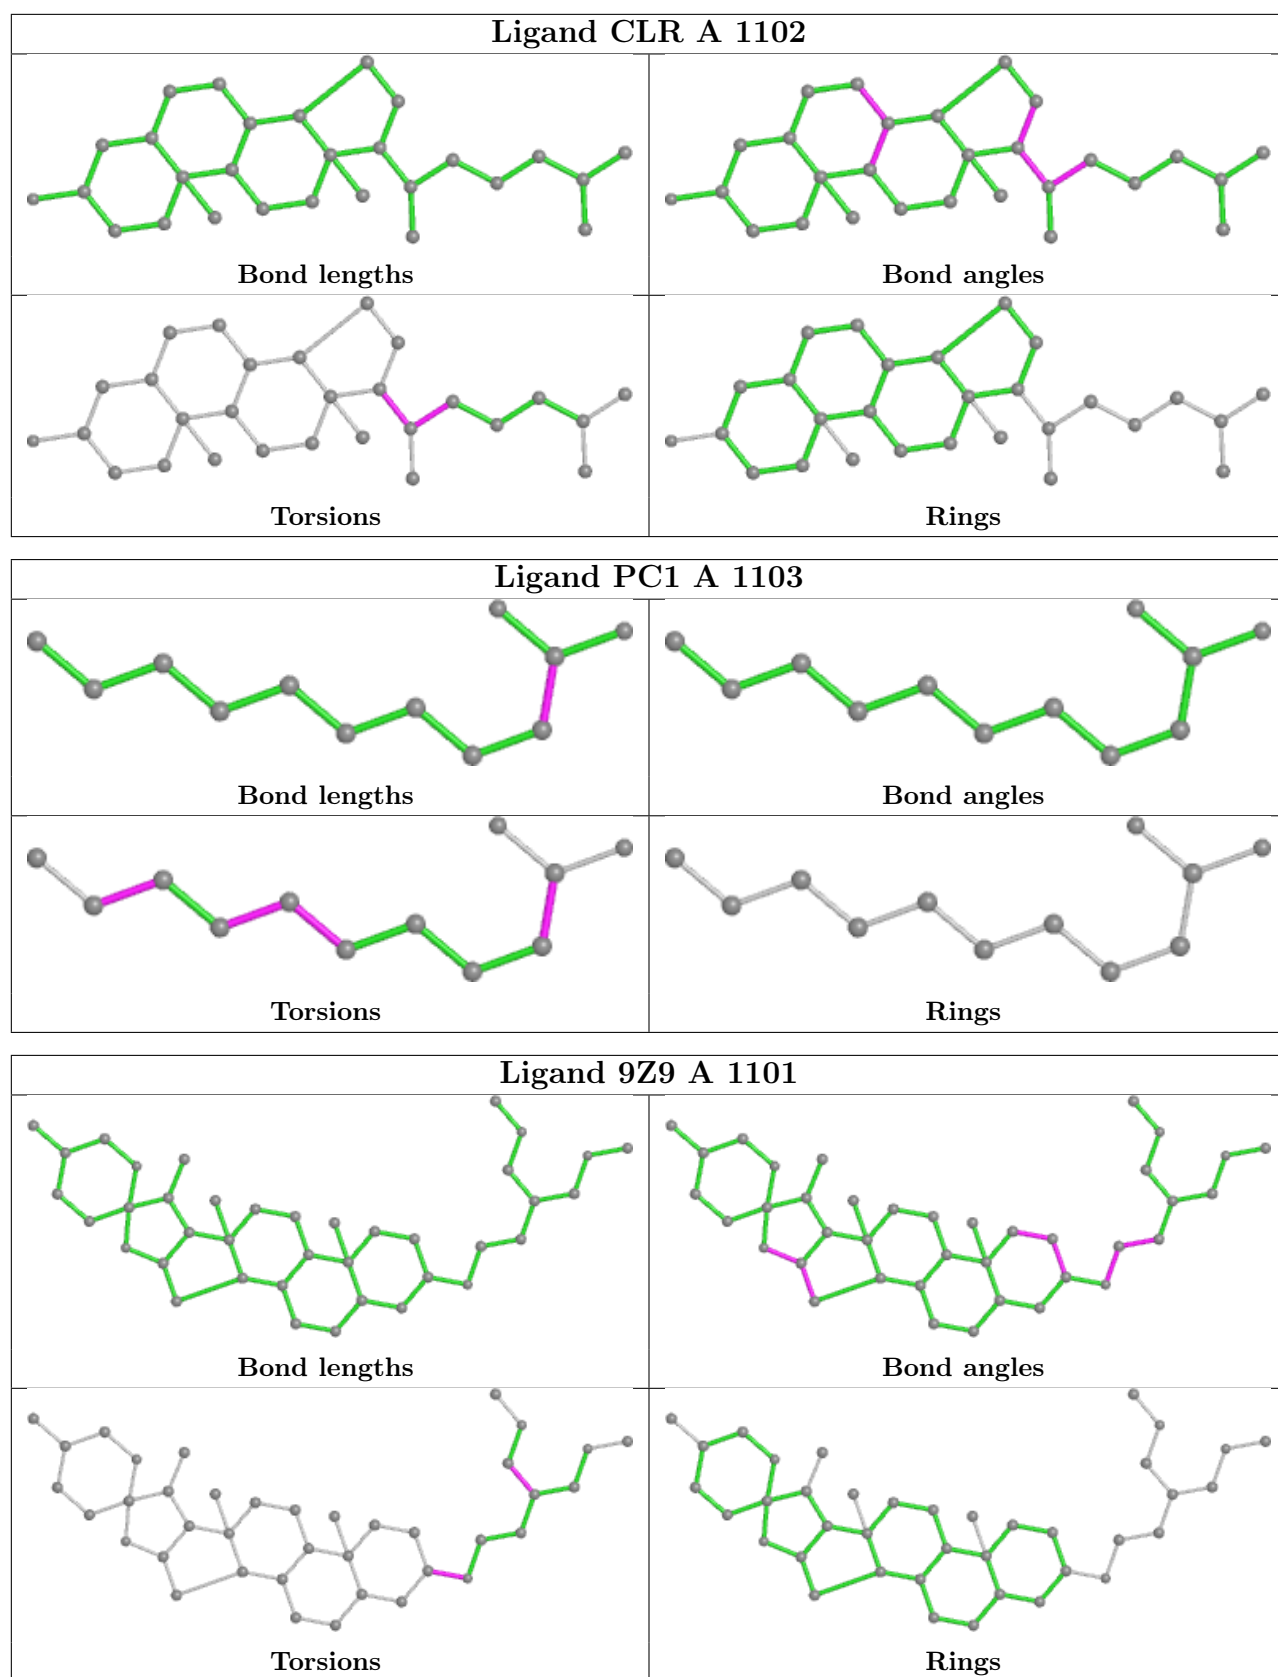 Ligand CLR A 1102
Bond lengths
Bond angles
Torsions
Rings
Ligand PC1 A 1103
Bond lengths
Bond angles
Torsions
Rings
Ligand 9Z9 A 1101
Bond lengths
Bond angles
Torsions
Rings